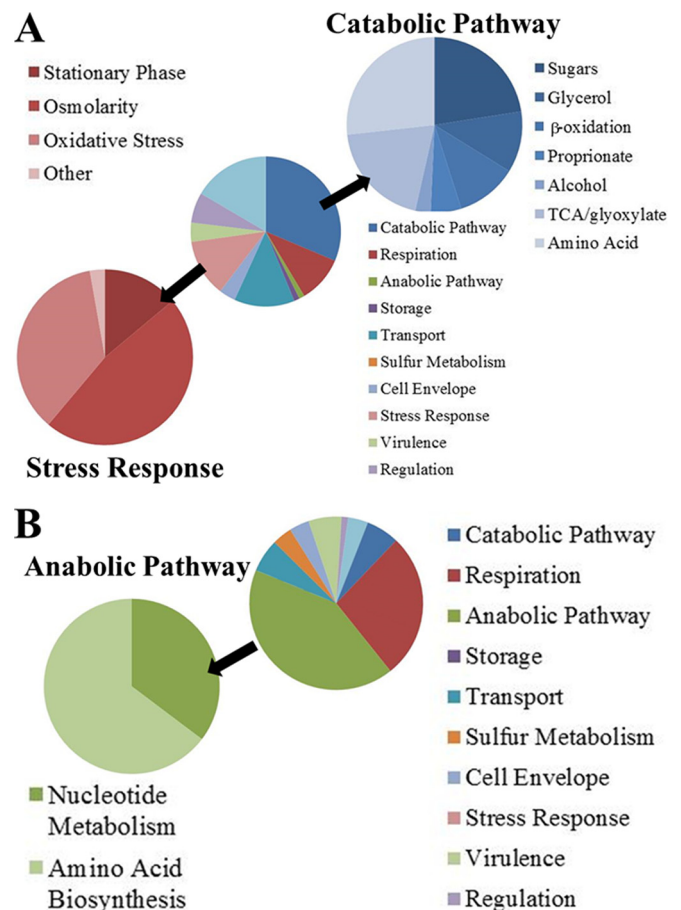 A
Catabolic Pathway
Stationary Phase
Osmolarity
Oxidative Stress
Other
Sugars
Glycerol
β-oxidation
Proprionate
Alcohol
TCA/glyoxylate
Amino Acid
Catabolic Pathway
Respiration
Anabolic Pathway
Storage
Transport
Sulfur Metabolism
Cell Envelope
Stress Response
Virulence
Regulation
Stress Response
B
Anabolic Pathway
Nucleotide
Metabolism
Amino Acid
Biosynthesis
Catabolic Pathway
Respiration
Anabolic Pathway
Storage
Transport
Sulfur Metabolism
Cell Envelope
Stress Response
Virulence
Regulation